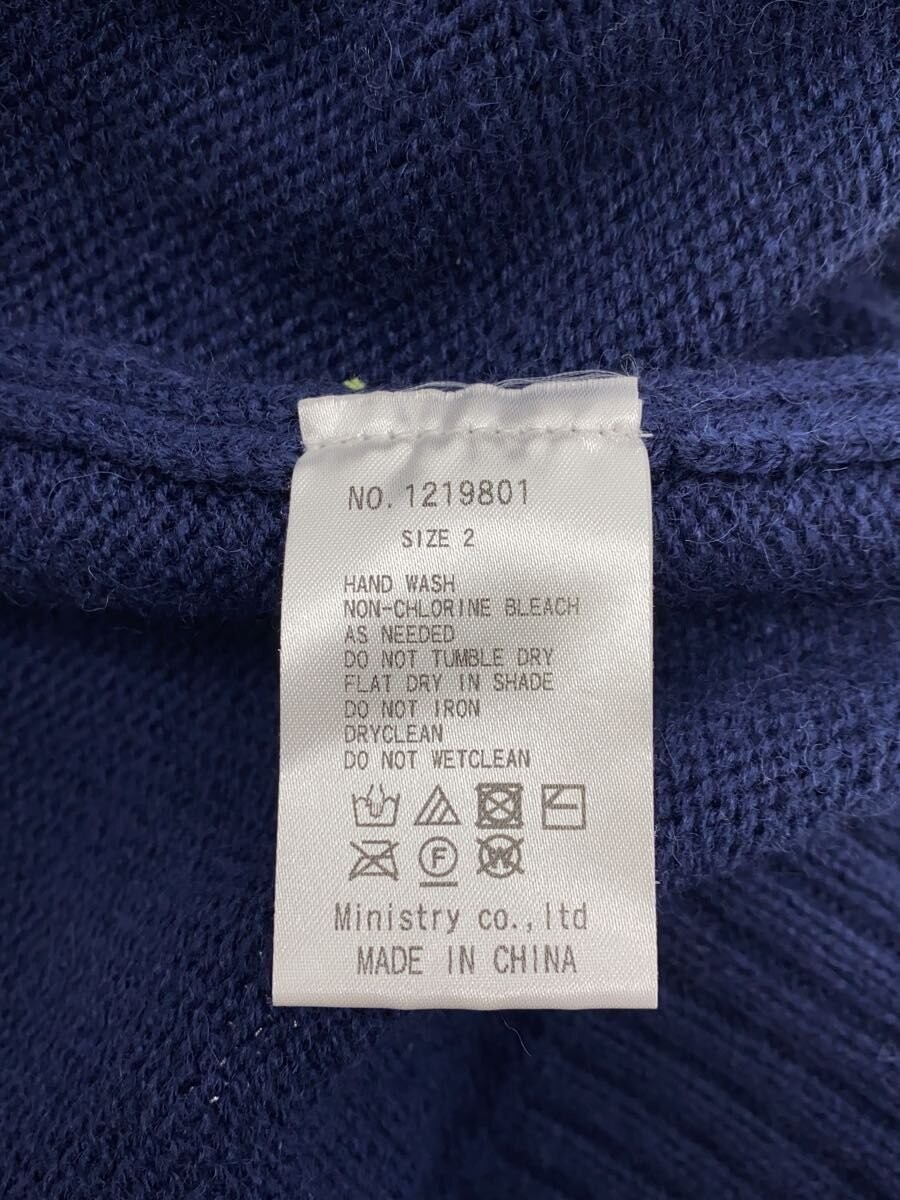 NO. 1219801
SIZE 2
HAND WASH
NON-CHLORINE BLEACH
AS NEEDED
DO NOT TUMBLE DRY
FLAT DRY IN SHADE
DO NOT IRON
DRYCLEAN
DO NOT WETCLEAN
F W
Ministry co.,ltd
MADE IN CHINA